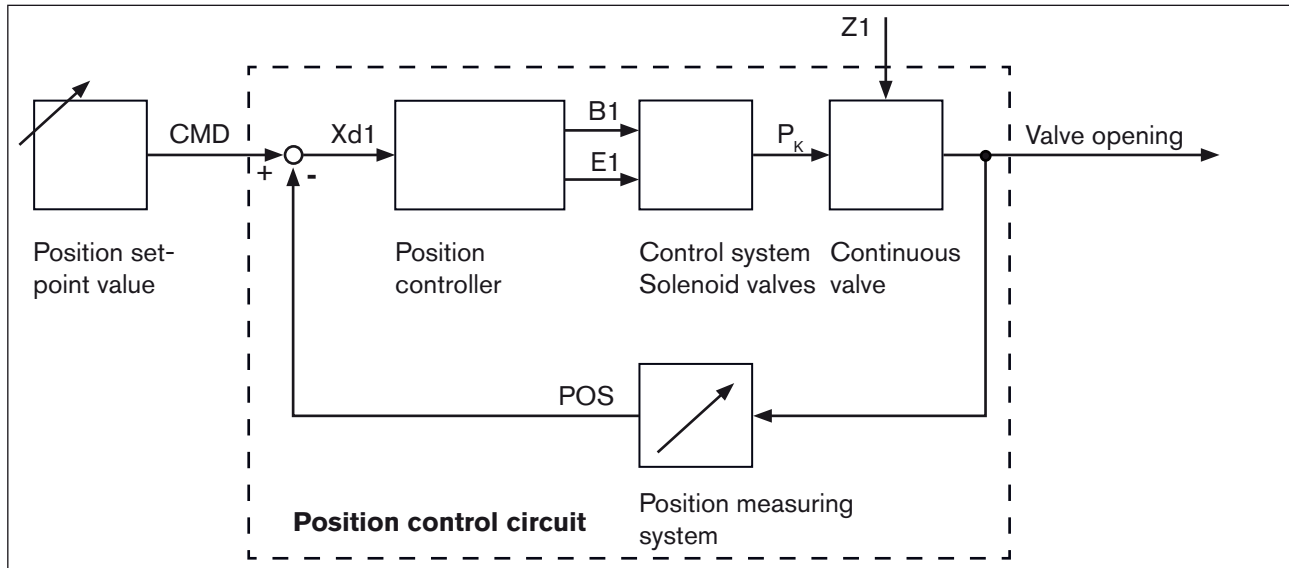 Z1
CMD
+
-
Xd1
B1
E1
PK
Valve opening
Position set-
point value
Position
controller
Control system
Solenoid valves
Continuous
valve
POS
Position measuring
system
Position control circuit